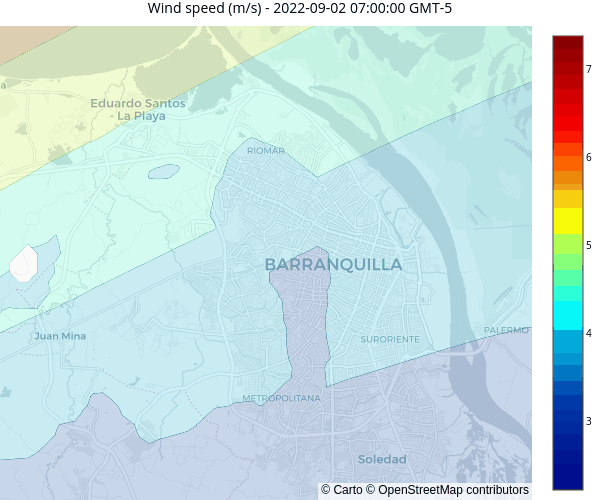 Wind speed (m/s) - 2022-09-02 07:00:00 GMT-5
a
Eduardo Santos
- La Playa
RIOMAR
BARRANQUILLA
Juan Mina
SURORIENTE
PALERMO
METROPOLITANA
Soledad
© Carto © OpenStreetMap contributors
7
6
5
4
3